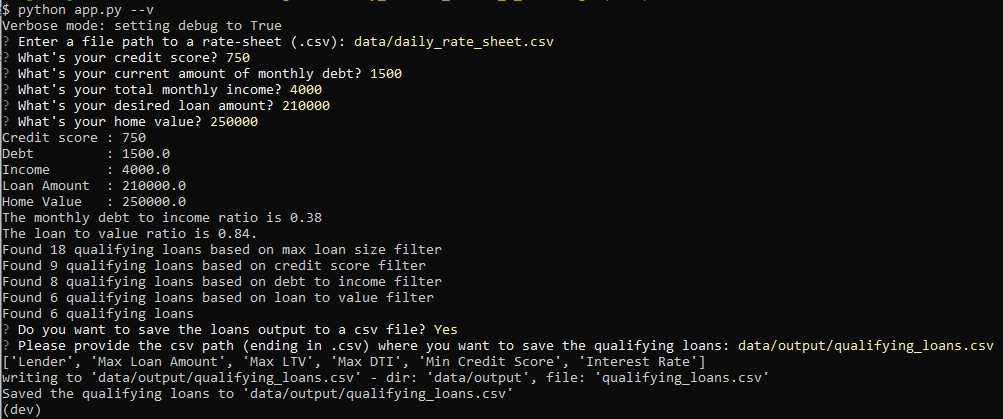 $ python app.py --v
Verbose mode: setting debug to True
? Enter a file path to a rate-sheet (.csv): data/daily_rate_sheet.csv
? What's your credit score? 750
? What's your current amount of monthly debt? 1500
? What's your total monthly income? 4000
? What's your desired loan amount? 210000
? What's your home value? 250000
Credit score : 750
Debt         : 1500.0
Income       : 4000.0
Loan Amount  : 210000.0
Home Value   : 250000.0
The monthly debt to income ratio is 0.38
The loan to value ratio is 0.84.
Found 18 qualifying loans based on max loan size filter
Found 9 qualifying loans based on credit score filter
Found 8 qualifying loans based on debt to income filter
Found 6 qualifying loans based on loan to value filter
Found 6 qualifying loans
? Do you want to save the loans output to a csv file? Yes
? Please provide the csv path (ending in .csv) where you want to save the qualifying loans: data/output/qualifying_loans.csv
['Lender', 'Max Loan Amount', 'Max LTV', 'Max DTI', 'Min Credit Score', 'Interest Rate']
writing to 'data/output/qualifying_loans.csv' - dir: 'data/output', file: 'qualifying_loans.csv'
Saved the qualifying loans to 'data/output/qualifying_loans.csv'
(dev)